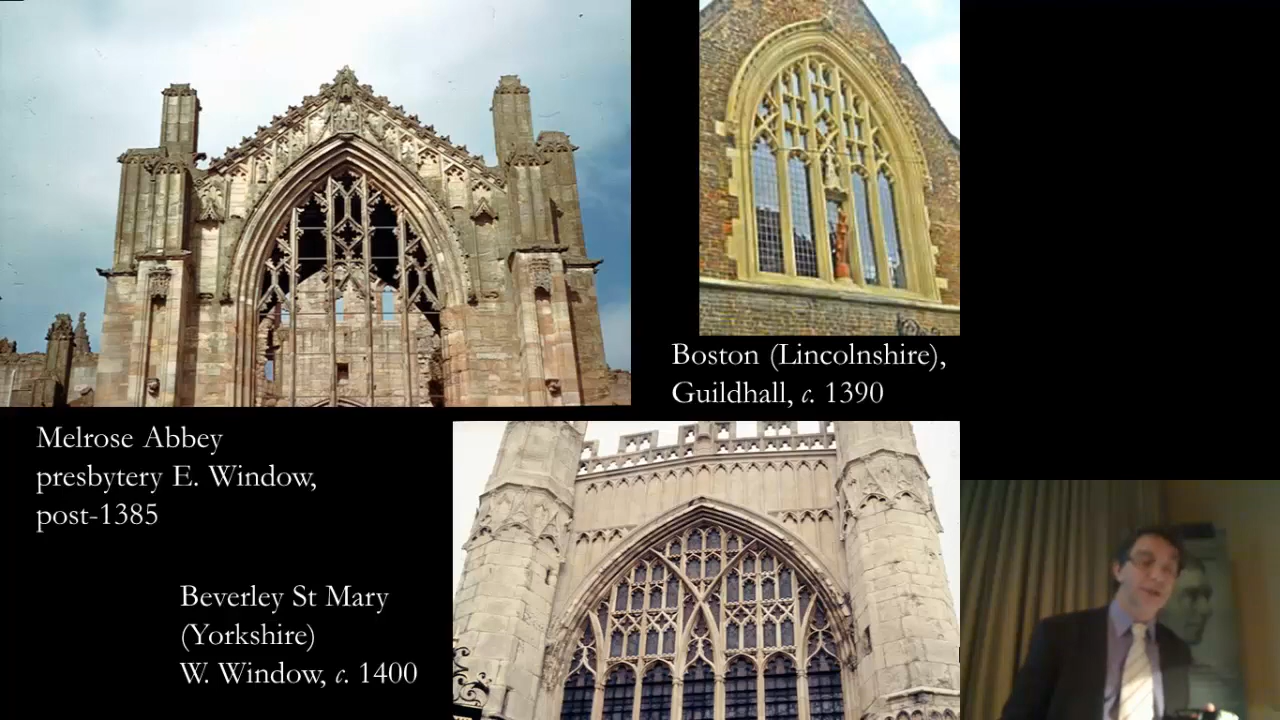 Boston (Lincolnshire),
Guildhall, c. 1390
Melrose Abbey
presbytery E. Window,
post-1385
Beverley St Mary
(Yorkshire)
W. Window, c. 1400